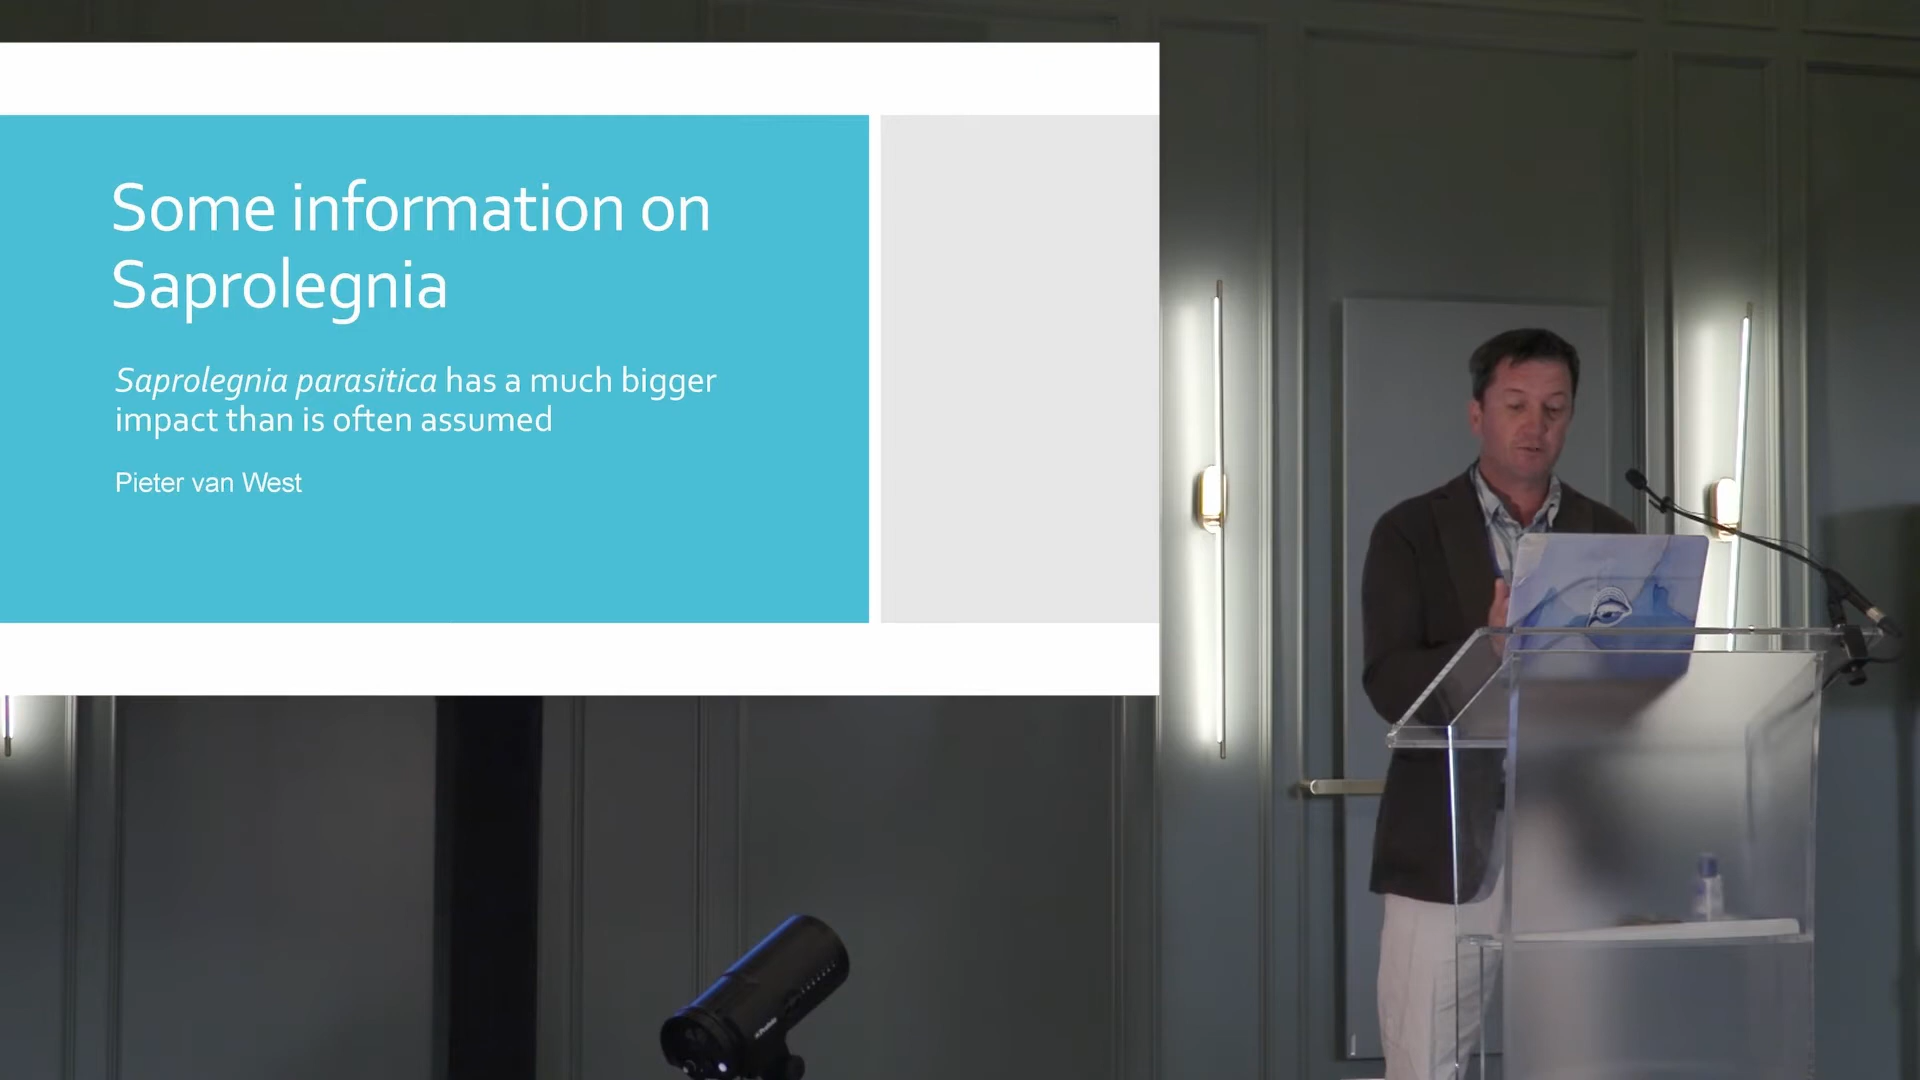 Some information on
Saprolegnia
Saprolegnia parasitica has a much bigger
impact than is often assumed
Pieter van West